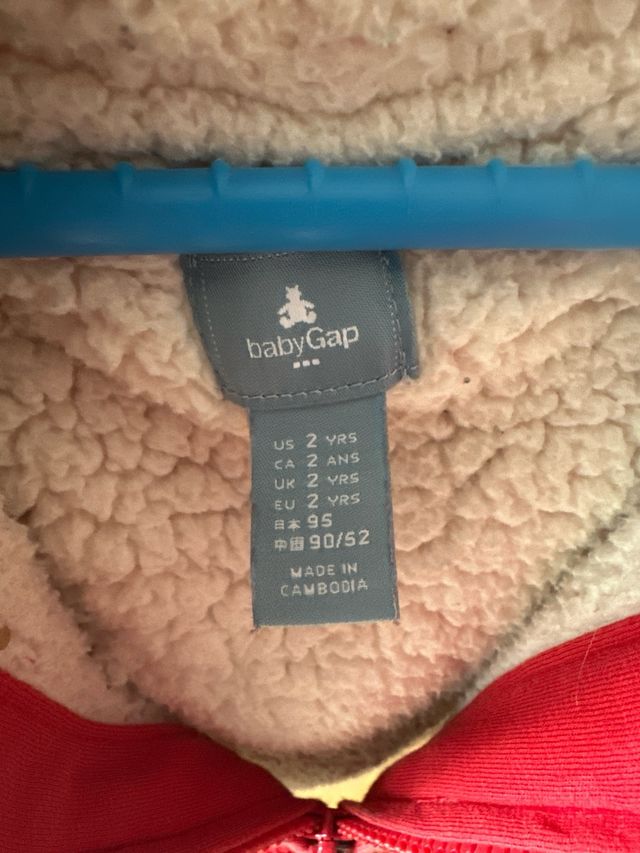 babyGap
US 2 YRS
CA 2 ANS
UK 2 YRS
EU 2 YRS
日本 95
中国 90/52
MADE IN
CAMBODIA